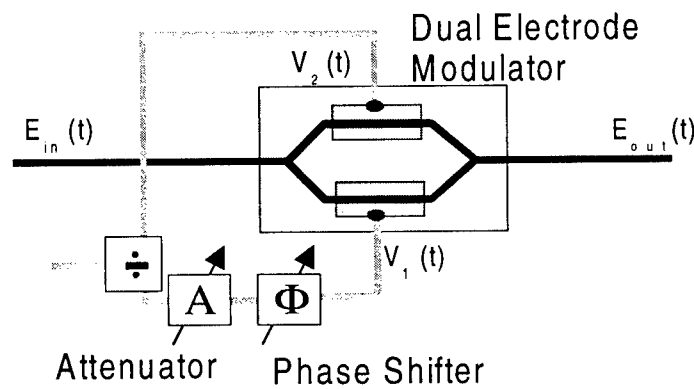 Dual Electrode
Modulator
V2 (t)
Ein (t)
Eout (t)
÷
V1 (t)
A
Φ
Attenuator
Phase Shifter